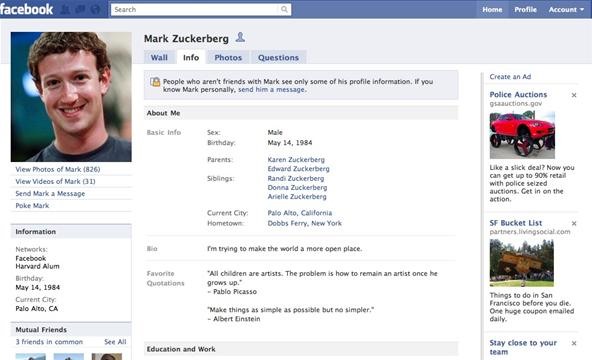 facebook
Search
Home Profile Account
Mark Zuckerberg
Wall Info Photos Questions
People who aren't friends with Mark see only some of his profile information. If you
know Mark personally, send him a message.
View Photos of Mark (826)
View Videos of Mark (31)
Send Mark a Message
Poke Mark
Information
Networks:
Facebook
Harvard Alum
Birthday:
May 14, 1984
Current City:
Palo Alto, CA
Mutual Friends
3 friends in common See All
About Me
Basic Info
Sex: Male
Birthday: May 14, 1984
Parents: Karen Zuckerberg
Edward Zuckerberg
Siblings: Randi Zuckerberg
Donna Zuckerberg
Arielle Zuckerberg
Current City: Palo Alto, California
Hometown: Dobbs Ferry, New York
Bio I'm trying to make the world a more open place.
Favorite
Quotations
"All children are artists. The problem is how to remain an artist once he
grows up."
- Pablo Picasso
"Make things as simple as possible but no simpler."
- Albert Einstein
Education and Work
Create an Ad
Police Auctions
gsaauctions.gov
Like a slick deal? Now you
can get up to 90% retail
with police seized
auctions. Get in on the
action.
SF Bucket List
partners.livingsocial.com
Things to do in San
Francisco before you die.
One huge coupon emailed
daily.
Stay close to your
team